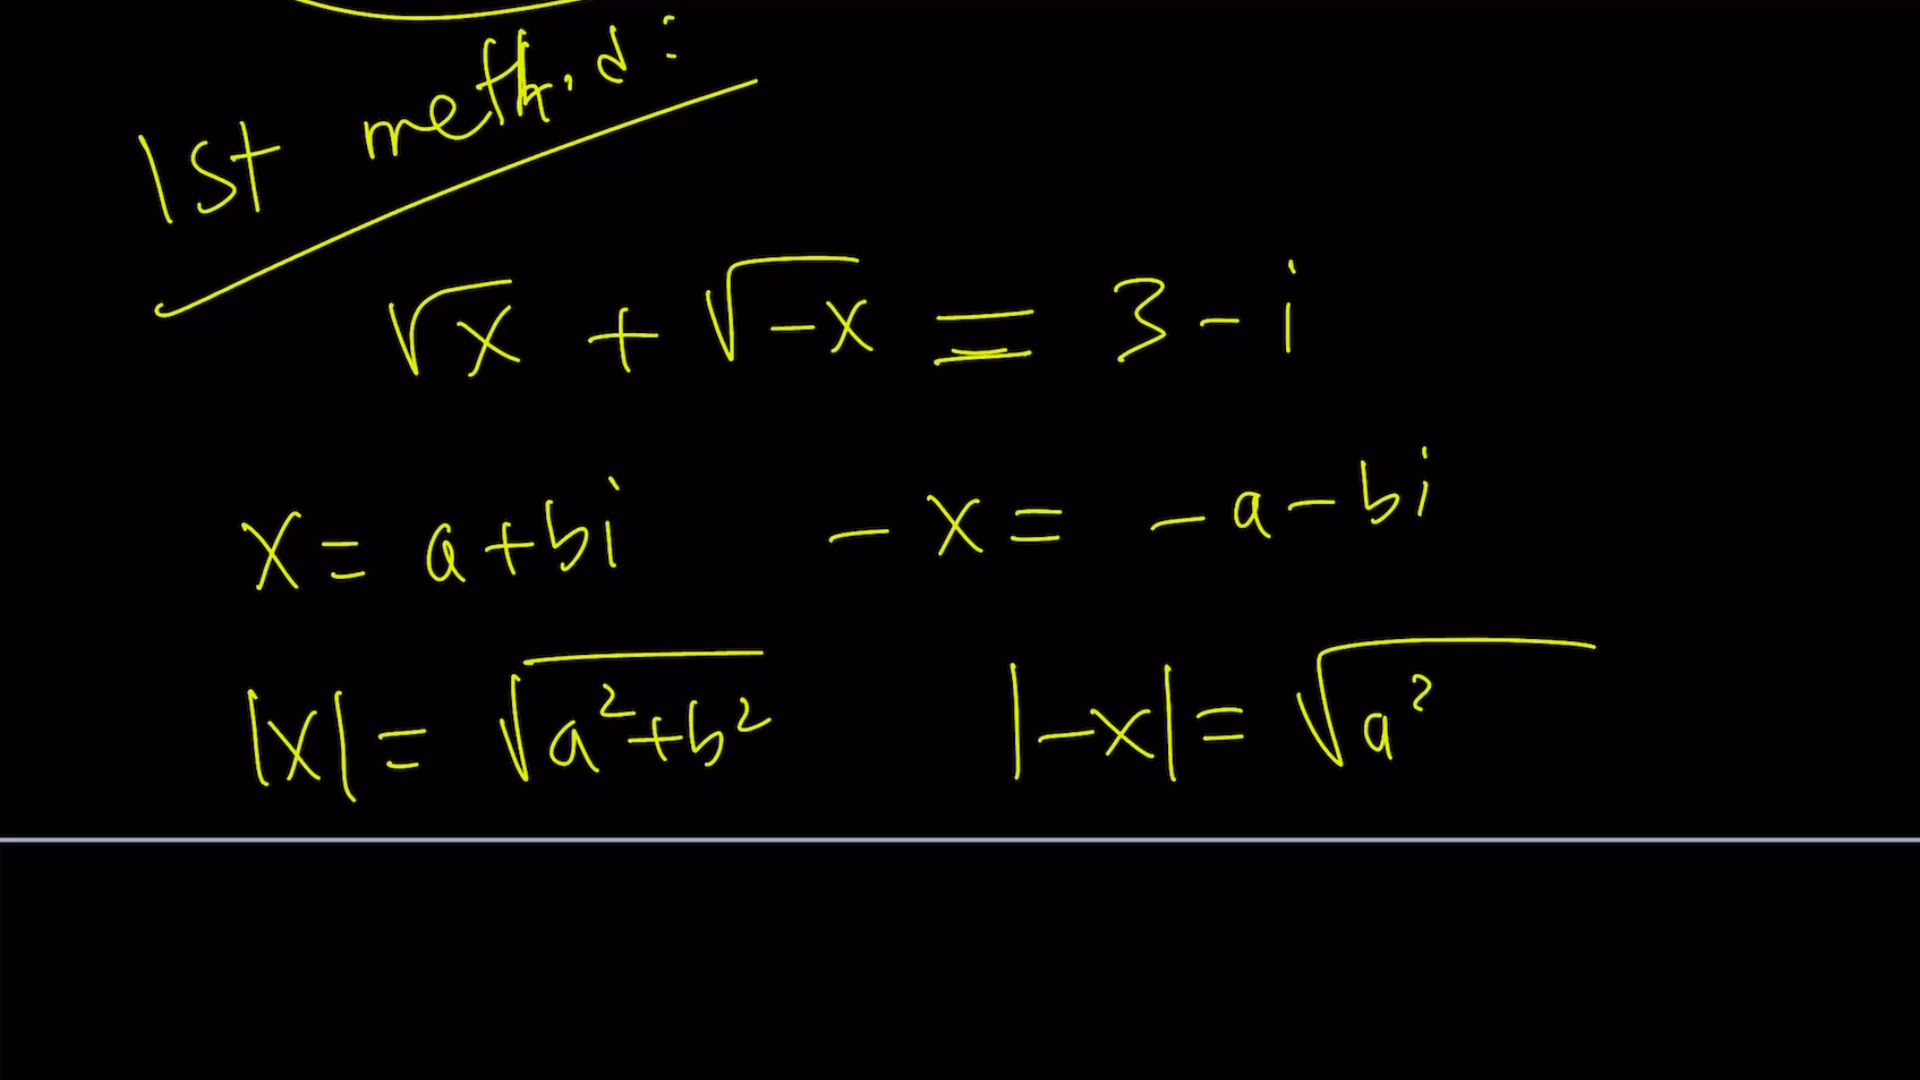 1st method:
√x + √-x = 3 - i
x = a + bi    - x = - a - bi
|x| = √a²+b²    |-x| = √a²